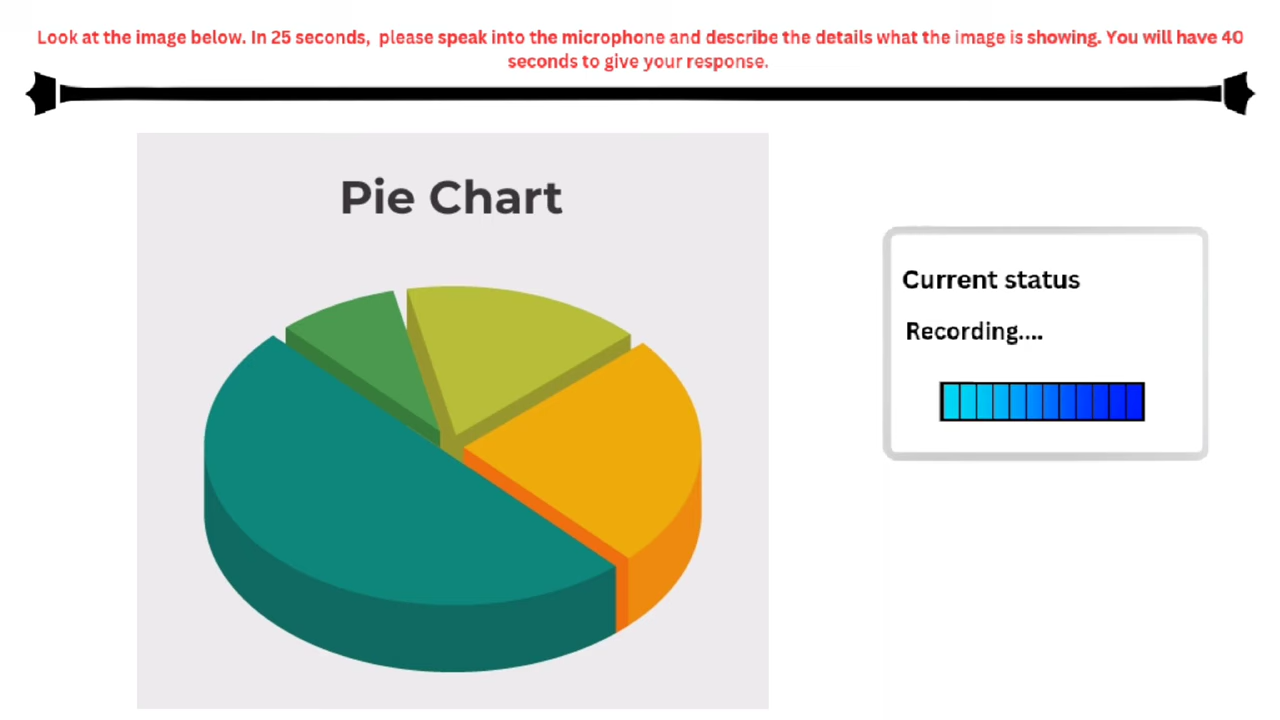 Look at the image below. In 25 seconds, please speak into the microphone and describe the details what the image is showing. You will have 40
seconds to give your response.
Pie Chart
Current status
Recording....